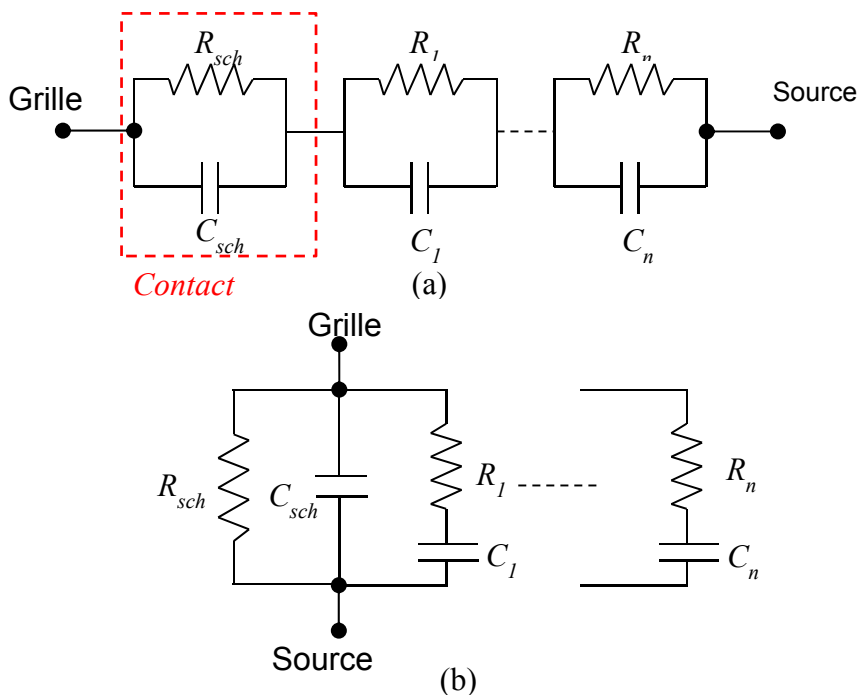 R_sch
R_1
R_n
Grille
Source
C_sch
C_1
C_n
Contact
(a)
Grille
R_sch
C_sch
R_1
C_1
R_n
C_n
Source
(b)